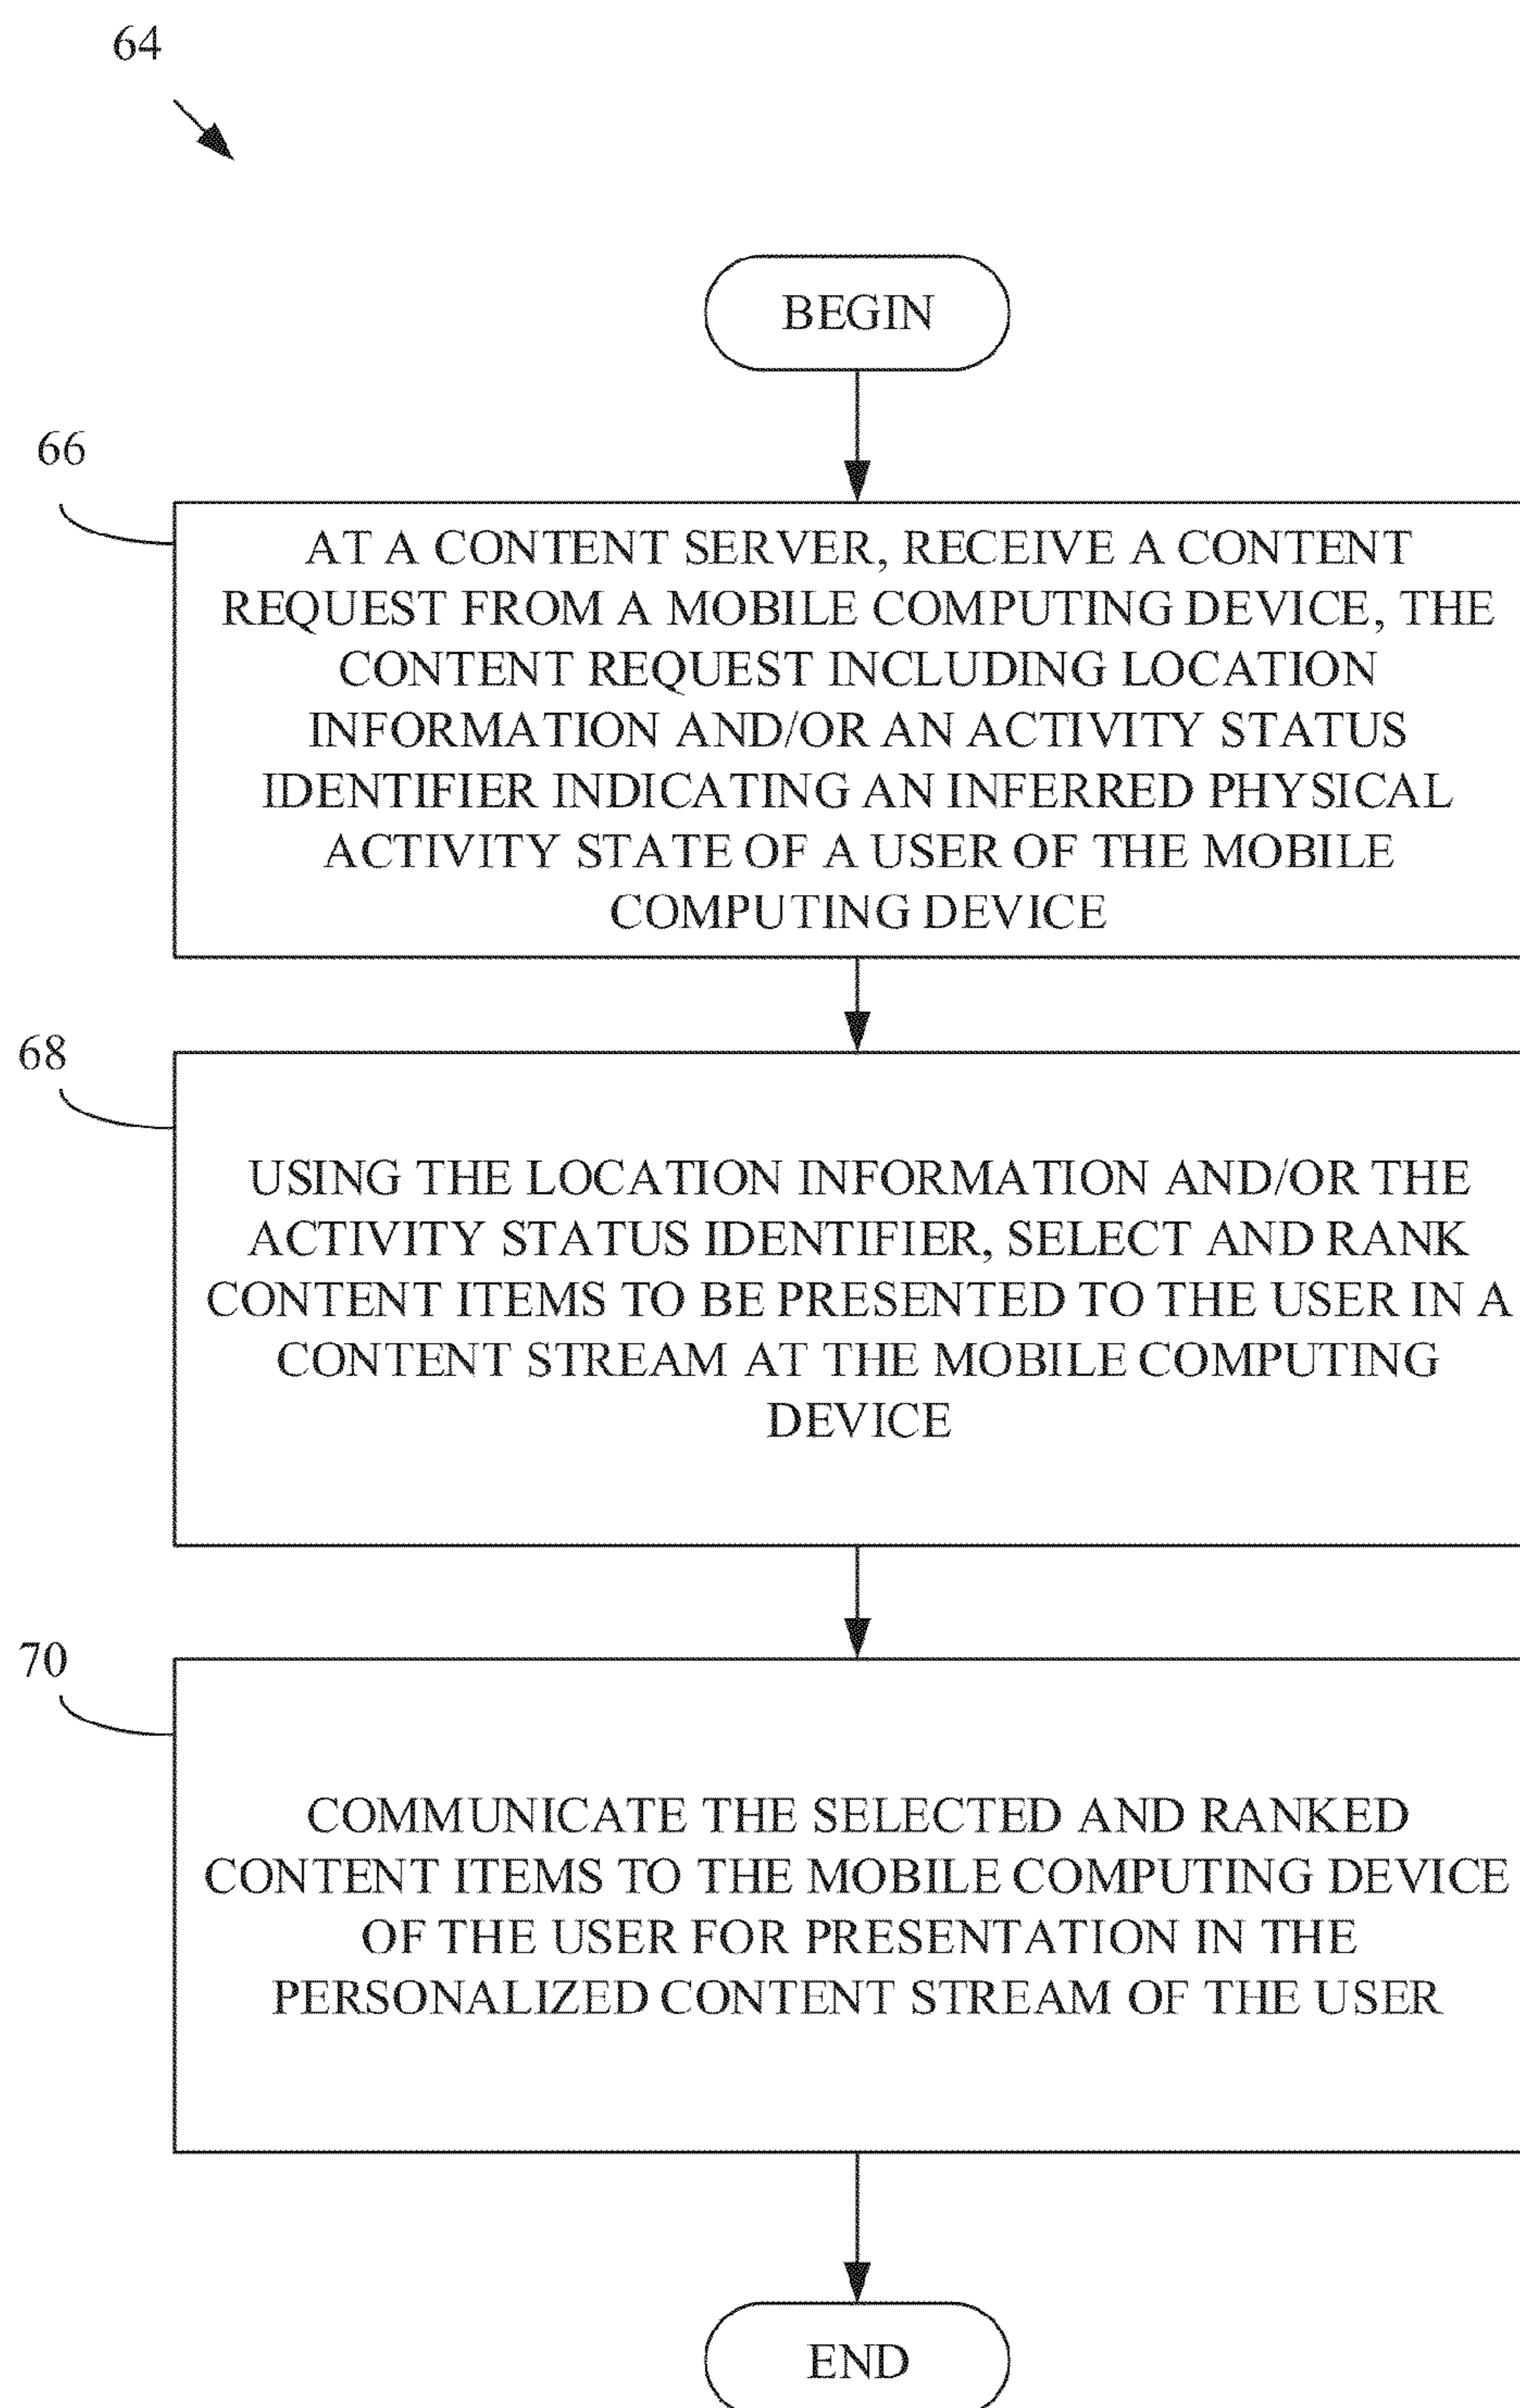 64
BEGIN
66
AT A CONTENT SERVER, RECEIVE A CONTENT
REQUEST FROM A MOBILE COMPUTING DEVICE, THE
CONTENT REQUEST INCLUDING LOCATION
INFORMATION AND/OR AN ACTIVITY STATUS
IDENTIFIER INDICATING AN INFERRED PHYSICAL
ACTIVITY STATE OF A USER OF THE MOBILE
COMPUTING DEVICE
68
USING THE LOCATION INFORMATION AND/OR THE
ACTIVITY STATUS IDENTIFIER, SELECT AND RANK
CONTENT ITEMS TO BE PRESENTED TO THE USER IN A
CONTENT STREAM AT THE MOBILE COMPUTING
DEVICE
70
COMMUNICATE THE SELECTED AND RANKED
CONTENT ITEMS TO THE MOBILE COMPUTING DEVICE
OF THE USER FOR PRESENTATION IN THE
PERSONALIZED CONTENT STREAM OF THE USER
END